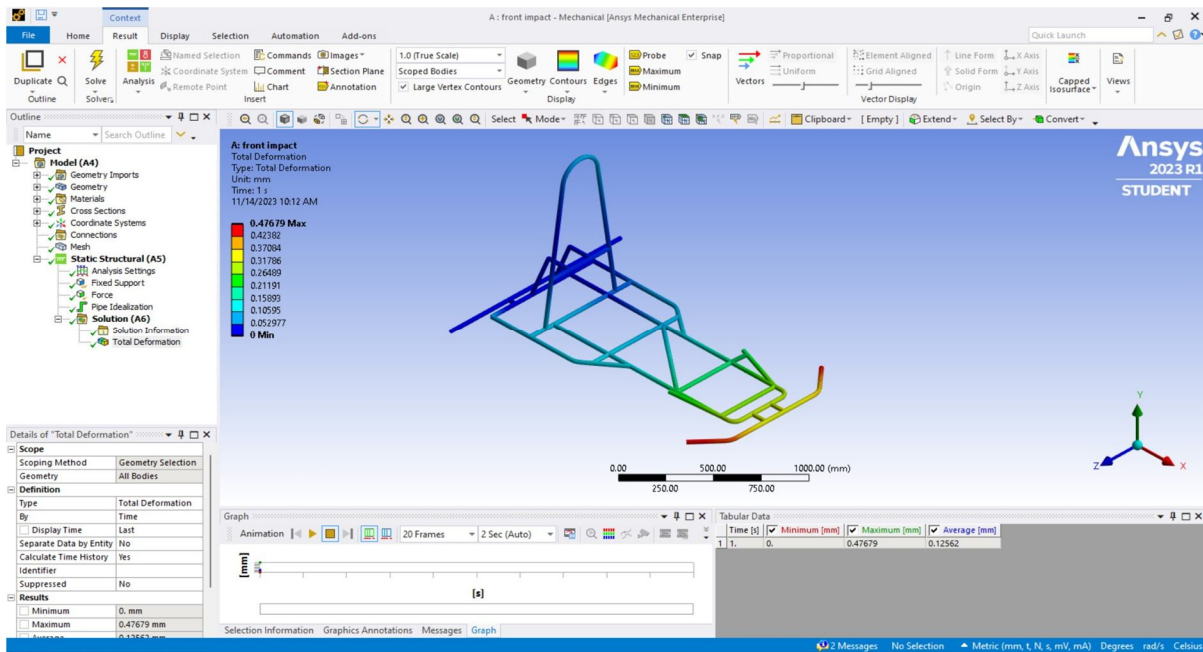 A : front impact - Mechanical [Ansys Mechanical Enterprise]
Context
File Home Result Display Selection Automation Add-ons
Quick Launch
Duplicate
Outline
Solve
Solver
Analysis
Named Selection
Coordinate System
Remote Point
Commands
Comment
Chart
Images
Section Plane
Annotation
Insert
1.0 (True Scale)
Scoped Bodies
Large Vertex Contours
Geometry Contours Edges
Display
Probe
Maximum
Minimum
Snap
Vectors
Proportional
Uniform
Element Aligned
Grid Aligned
Line Form
Solid Form
Origin
X Axis
Y Axis
Z Axis
Vector Display
Capped Isosurface
Views
Outline
Name Search Outline
Select Mode Clipboard [ Empty ] Extend Select By Convert
Project
Model (A4)
Geometry Imports
Geometry
Materials
Cross Sections
Coordinate Systems
Connections
Mesh
Static Structural (A5)
Analysis Settings
Fixed Support
Force
Pipe Idealization
Solution (A6)
Solution Information
Total Deformation
A: front impact
Total Deformation
Type: Total Deformation
Unit: mm
Time: 1 s
11/14/2023 10:12 AM
0.47679 Max
0.42382
0.37084
0.31786
0.26489
0.21191
0.15893
0.10595
0.052977
0 Min
Ansys
2023 R1
STUDENT
0.00 500.00 1000.00 (mm)
250.00 750.00
Y
Z
X
Details of "Total Deformation"
Scope
Scoping Method Geometry Selection
Geometry All Bodies
Definition
Type Total Deformation
By Time
Display Time Last
Separate Data by Entity No
Calculate Time History Yes
Identifier
Suppressed No
Results
Minimum 0. mm
Maximum 0.47679 mm
Average 0.12562 mm
Graph
Animation 20 Frames 2 Sec (Auto)
[mm]
[s]
Selection Information Graphics Annotations Messages Graph
Tabular Data
Time [s] Minimum [mm] Maximum [mm] Average [mm]
1 1. 0. 0.47679 0.12562
2 Messages No Selection Metric (mm, t, N, s, mV, mA) Degrees rad/s Celsius